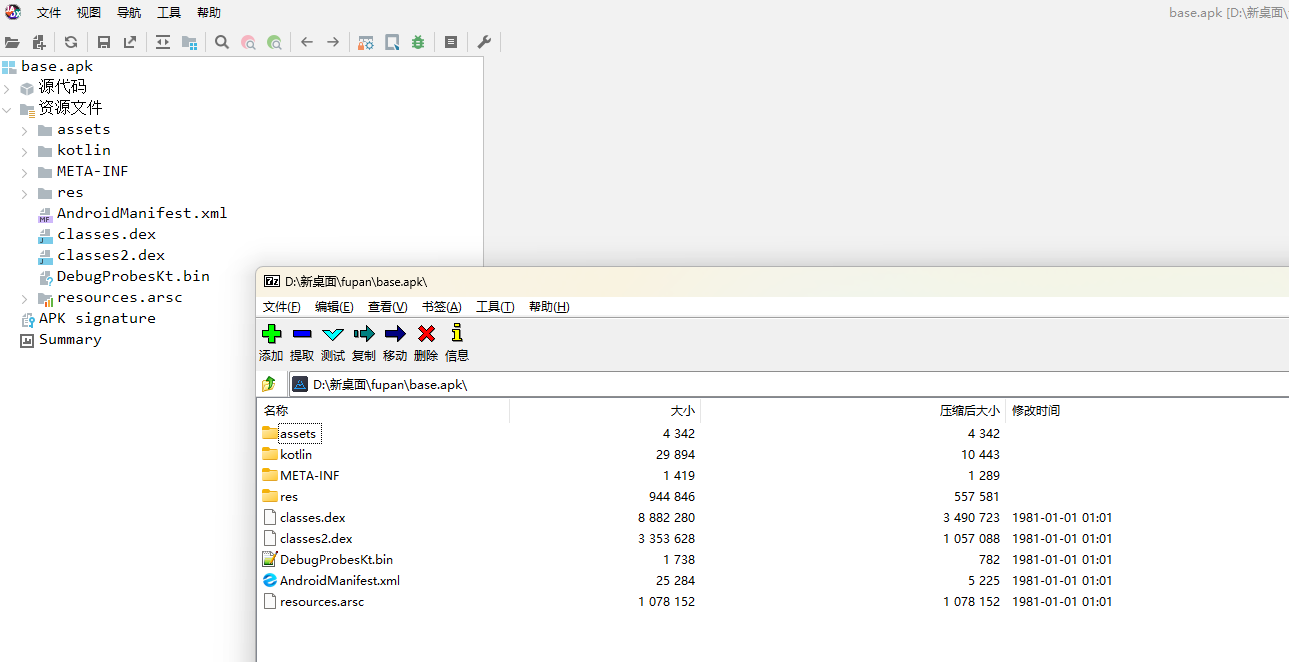 文件 视图 导航 工具 帮助 base.apk [D:\新桌面\
base.apk
源代码
资源文件
assets
kotlin
META-INF
res
AndroidManifest.xml
classes.dex
classes2.dex
DebugProbesKt.bin
resources.arsc
APK signature
Summary
D:\新桌面\fupan\base.apk\
文件(F) 编辑(E) 查看(V) 书签(A) 工具(T) 帮助(H)
添加 提取 测试 复制 移动 删除 信息
D:\新桌面\fupan\base.apk\
名称 大小 压缩后大小 修改时间
assets 4 342 4 342
kotlin 29 894 10 443
META-INF 1 419 1 289
res 944 846 557 581
classes.dex 8 882 280 3 490 723 1981-01-01 01:01
classes2.dex 3 353 628 1 057 088 1981-01-01 01:01
DebugProbesKt.bin 1 738 782 1981-01-01 01:01
AndroidManifest.xml 25 284 5 225 1981-01-01 01:01
resources.arsc 1 078 152 1 078 152 1981-01-01 01:01